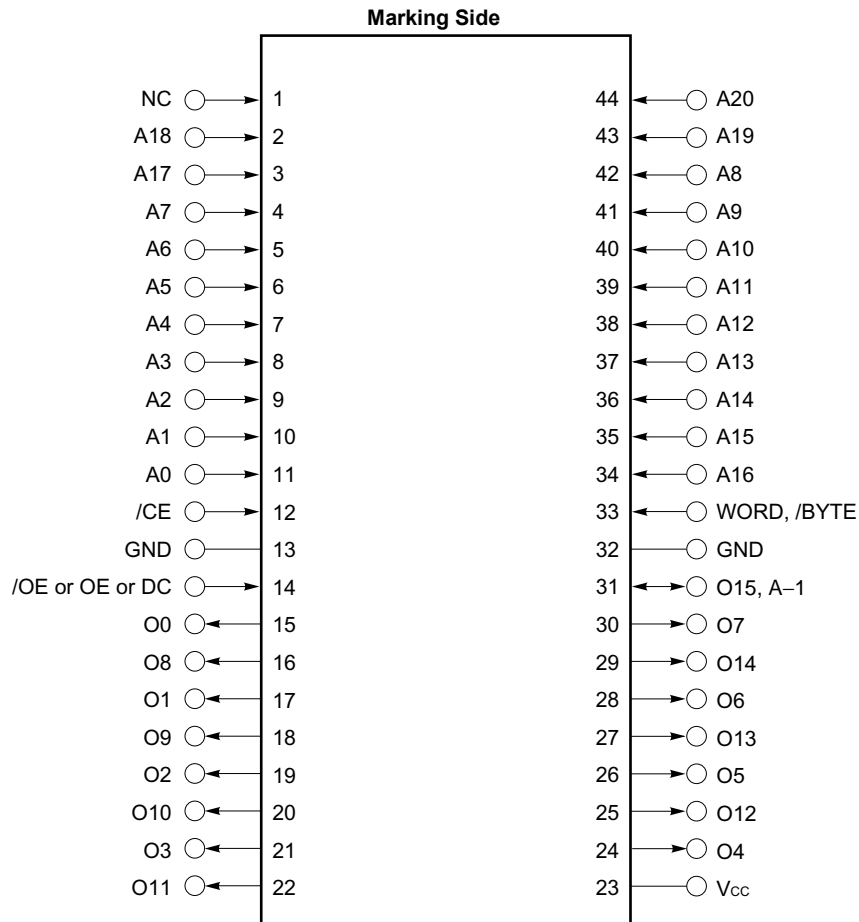 Marking Side
NC 1 44 A20
A18 2 43 A19
A17 3 42 A8
A7 4 41 A9
A6 5 40 A10
A5 6 39 A11
A4 7 38 A12
A3 8 37 A13
A2 9 36 A14
A1 10 35 A15
A0 11 34 A16
/CE 12 33 WORD, /BYTE
GND 13 32 GND
/OE or OE or DC 14 31 O15, A–1
O0 15 30 O7
O8 16 29 O14
O1 17 28 O6
O9 18 27 O13
O2 19 26 O5
O10 20 25 O12
O3 21 24 O4
O11 22 23 Vcc